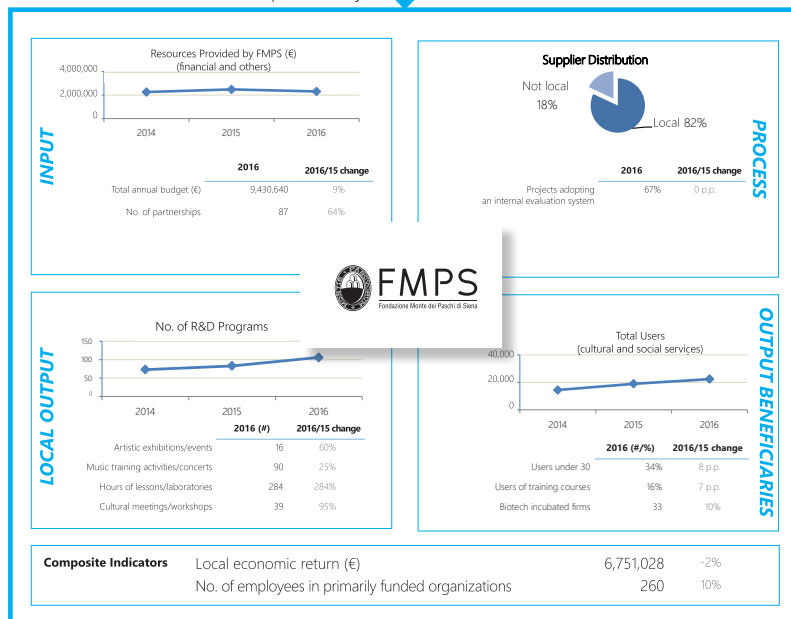 Resources Provided by FMPS (€)
(financial and others)
4,000,000
2,000,000
0
2014 2015 2016
INPUT
2016 2016/15 change
Total annual budget (€) 9,430,640 9%
No. of partnerships 87 64%
Supplier Distribution
Not local
18%
Local 82%
PROCESS
2016 2016/15 change
Projects adopting
an internal evaluation system 67% 0 p.p.
FMPS
Fondazione Monte dei Paschi di Siena
No. of R&D Programs
150
100
50
0
2014 2015 2016
LOCAL OUTPUT
2016 (#) 2016/15 change
Artistic exhibitions/events 16 60%
Music training activities/concerts 90 25%
Hours of lessons/laboratories 284 284%
Cultural meetings/workshops 39 95%
Total Users
(cultural and social services)
40,000
20,000
0
2014 2015 2016
OUTPUT BENEFICIARIES
2016 (#/%) 2016/15 change
Users under 30 34% 8 p.p.
Users of training courses 16% 7 p.p.
Biotech incubated firms 33 10%
Composite Indicators Local economic return (€) 6,751,028 -2%
No. of employees in primarily funded organizations 260 10%